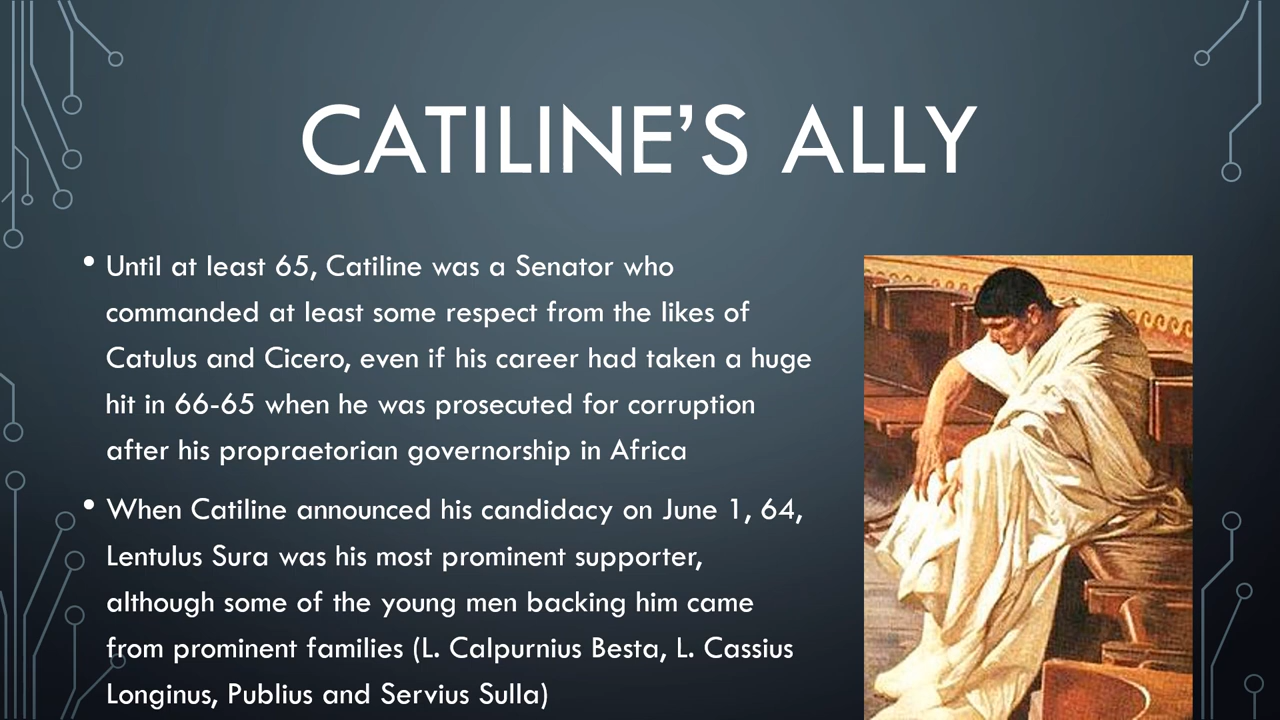 CATILINE’S ALLY
• Until at least 65, Catiline was a Senator who
commanded at least some respect from the likes of
Catulus and Cicero, even if his career had taken a huge
hit in 66-65 when he was prosecuted for corruption
after his propraetorian governorship in Africa
• When Catiline announced his candidacy on June 1, 64,
Lentulus Sura was his most prominent supporter,
although some of the young men backing him came
from prominent families (L. Calpurnius Besta, L. Cassius
Longinus, Publius and Servius Sulla)